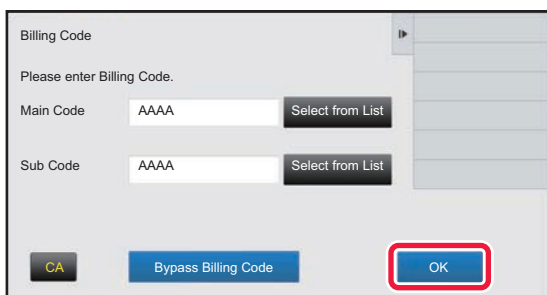 Billing Code
Please enter Billing Code.
Main Code AAAA Select from List
Sub Code AAAA Select from List
CA Bypass Billing Code OK